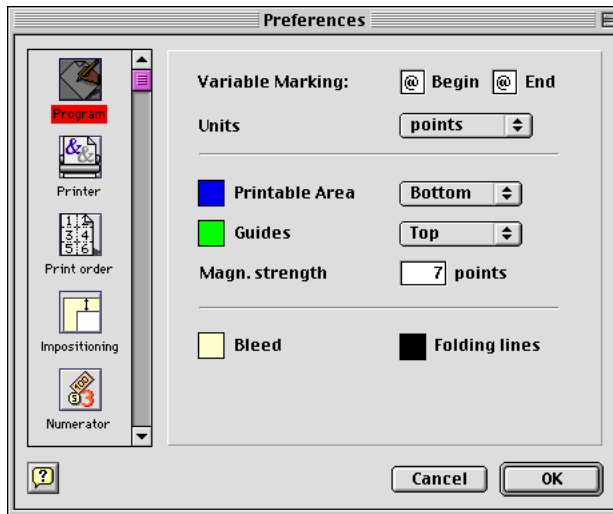 Preferences
Program
Printer
Print order
Impositioning
Numerator
Variable Marking: @ Begin @ End
Units points
Printable Area Bottom
Guides Top
Magn. strength 7 points
Bleed Folding lines
? Cancel OK